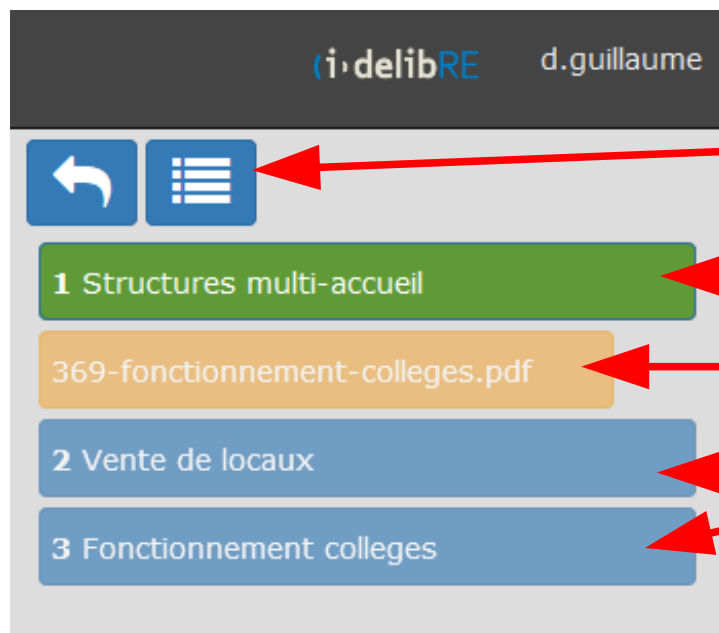 (i·delibRE
d.guillaume
1 Structures multi-accueil
369-fonctionnement-colleges.pdf
2 Vente de locaux
3 Fonctionnement colleges